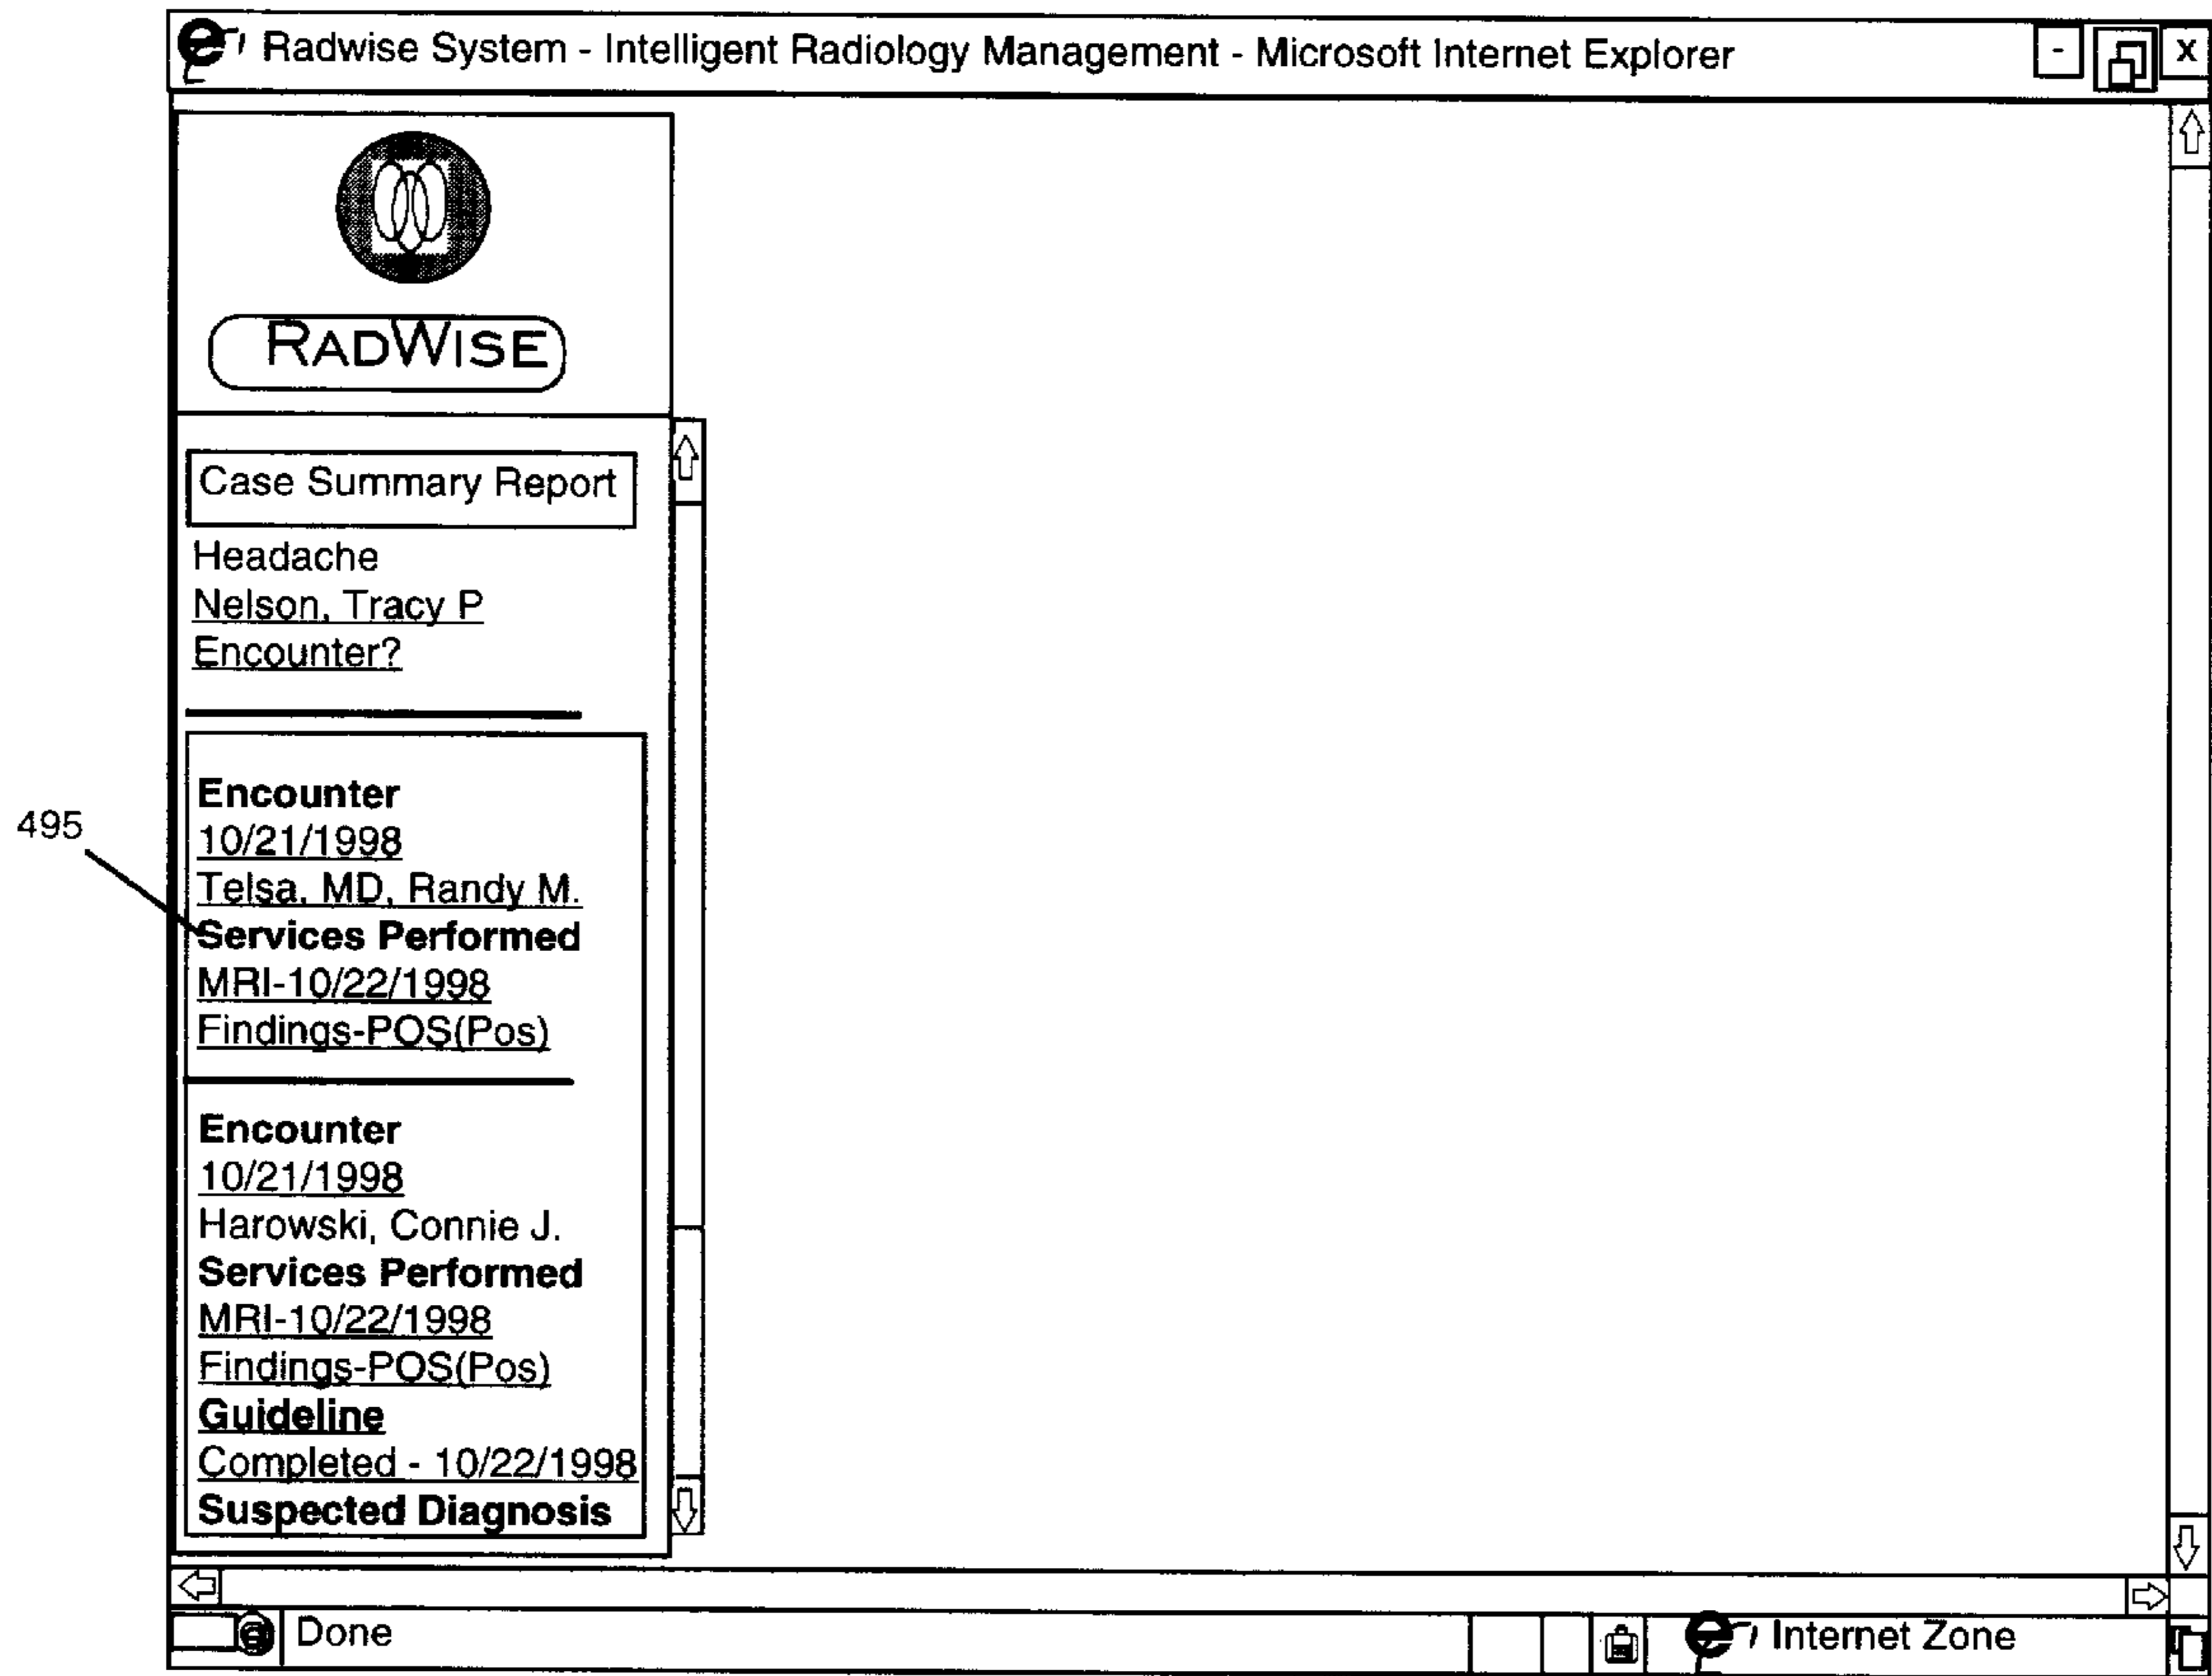 Radwise System - Intelligent Radiology Management - Microsoft Internet Explorer
- X
RADWISE
Case Summary Report
Headache
Nelson, Tracy P
Encounter?
Encounter
10/21/1998
495
Telsa, MD, Randy M.
Services Performed
MRI-10/22/1998
Findings-POS(Pos)
Encounter
10/21/1998
Harowski, Connie J.
Services Performed
MRI-10/22/1998
Findings-POS(Pos)
Guideline
Completed - 10/22/1998
Suspected Diagnosis
Done
Internet Zone